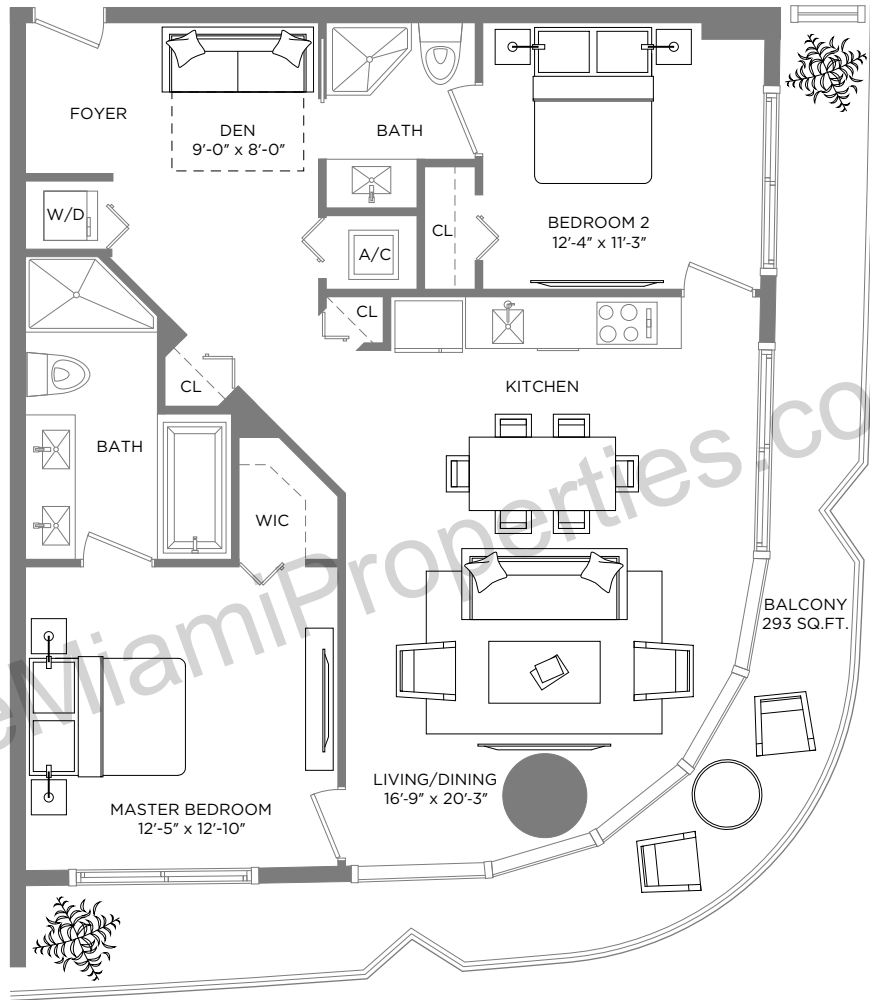 FOYER
DEN
9'-0" x 8'-0"
BATH
W/D
CL
A/C
BEDROOM 2
12'-4" x 11'-3"
CL
CL
KITCHEN
BATH
WIC
BALCONY
293 SQ.FT.
LIVING/DINING
16'-9" x 20'-3"
MASTER BEDROOM
12'-5" x 12'-10"
eMiamiProperties.co